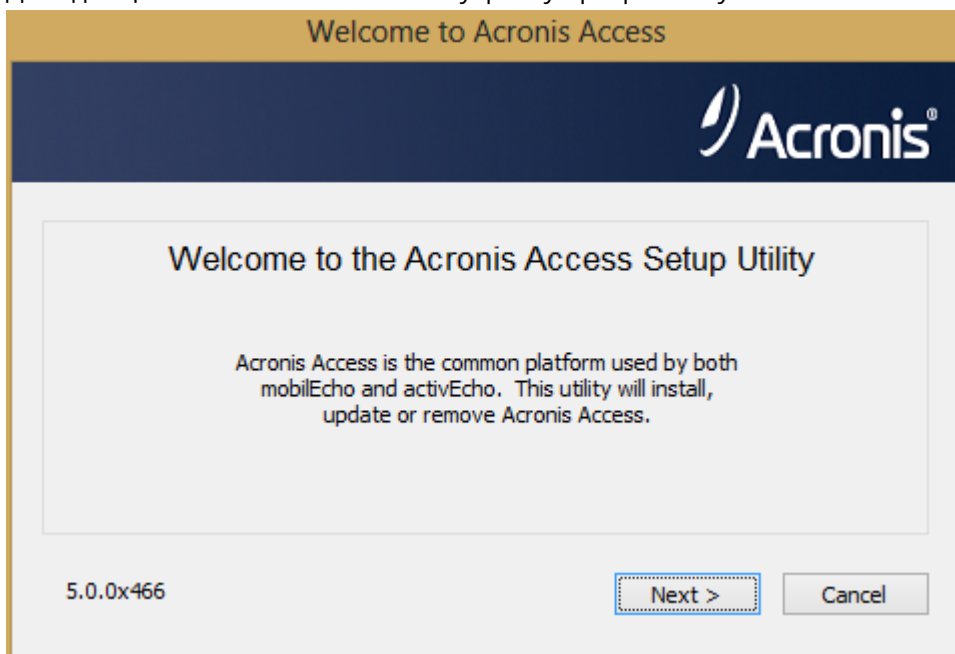 Welcome to Acronis Access
Acronis®
Welcome to the Acronis Access Setup Utility
Acronis Access is the common platform used by both
mobilEcho and activEcho. This utility will install,
update or remove Acronis Access.
5.0.0x466
Next >
Cancel